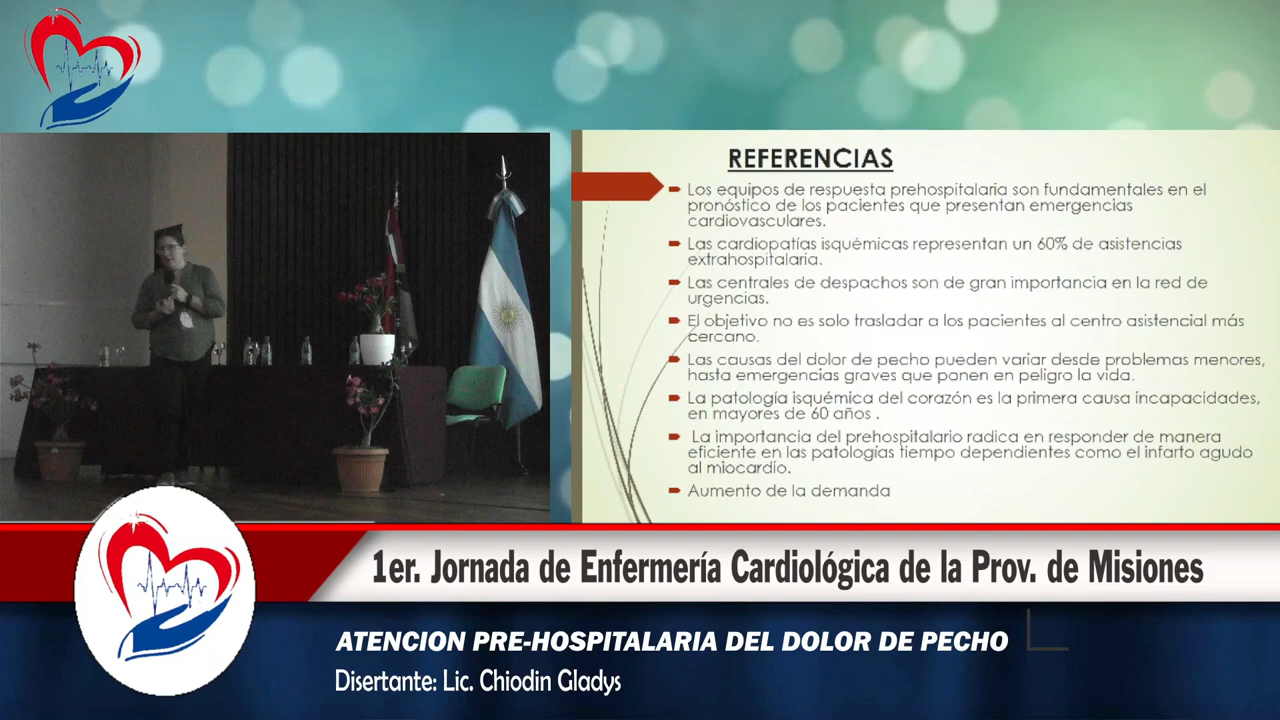 REFERENCIAS
Los equipos de respuesta prehospitalaria son fundamentales en el
pronóstico de los pacientes que presentan emergencias
cardiovasculares.
Las cardiopatías isquémicas representan un 60% de asistencias
extrahospitalaria.
Las centrales de despachos son de gran importancia en la red de
urgencias.
El objetivo no es solo trasladar a los pacientes al centro asistencial más
cercano.
Las causas del dolor de pecho pueden variar desde problemas menores,
hasta emergencias graves que ponen en peligro la vida.
La patología isquémica del corazón es la primera causa incapacidades,
en mayores de 60 años .
La importancia del prehospitalario radica en responder de manera
eficiente en las patologías tiempo dependientes como el infarto agudo
al miocardio.
Aumento de la demanda
1er. Jornada de Enfermería Cardiológica de la Prov. de Misiones
ATENCION PRE-HOSPITALARIA DEL DOLOR DE PECHO
Disertante: Lic. Chiodin Gladys